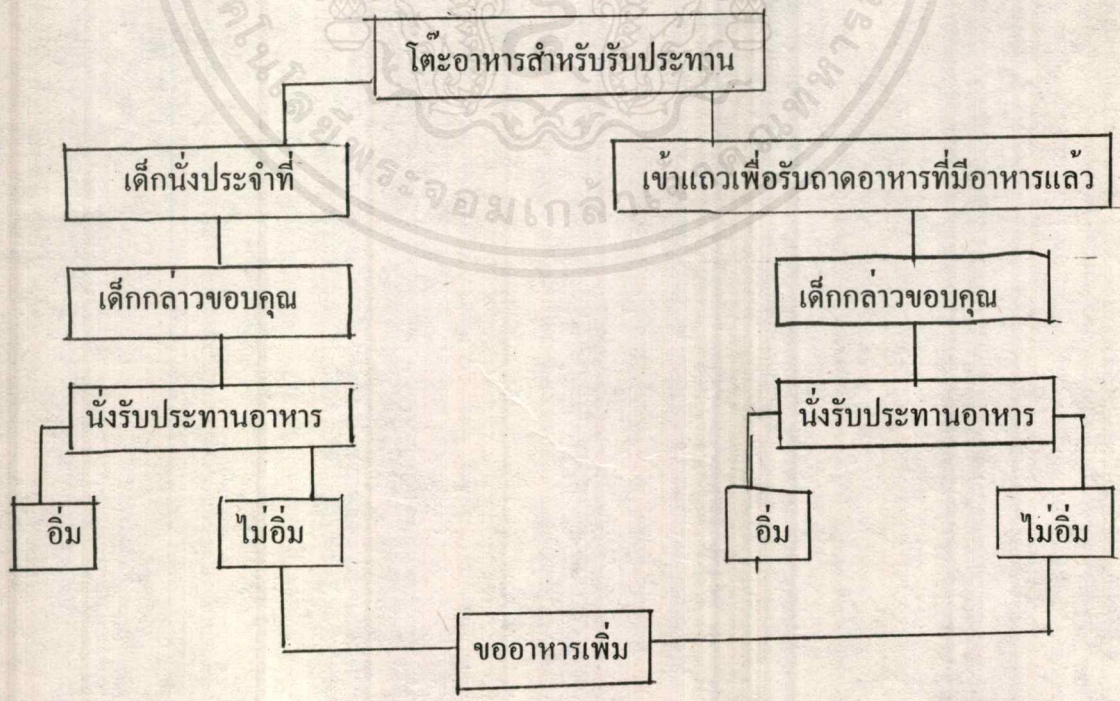 โต๊ะอาหารสำหรับรับประทาน
เด็กนั่งประจำที่
เข้าแถวเพื่อรับถาดอาหารที่มีอาหารแล้ว
เด็กกล่าวขอบคุณ
เด็กกล่าวขอบคุณ
นั่งรับประทานอาหาร
นั่งรับประทานอาหาร
อิ่ม
ไม่อิ่ม
อิ่ม
ไม่อิ่ม
ขออาหารเพิ่ม